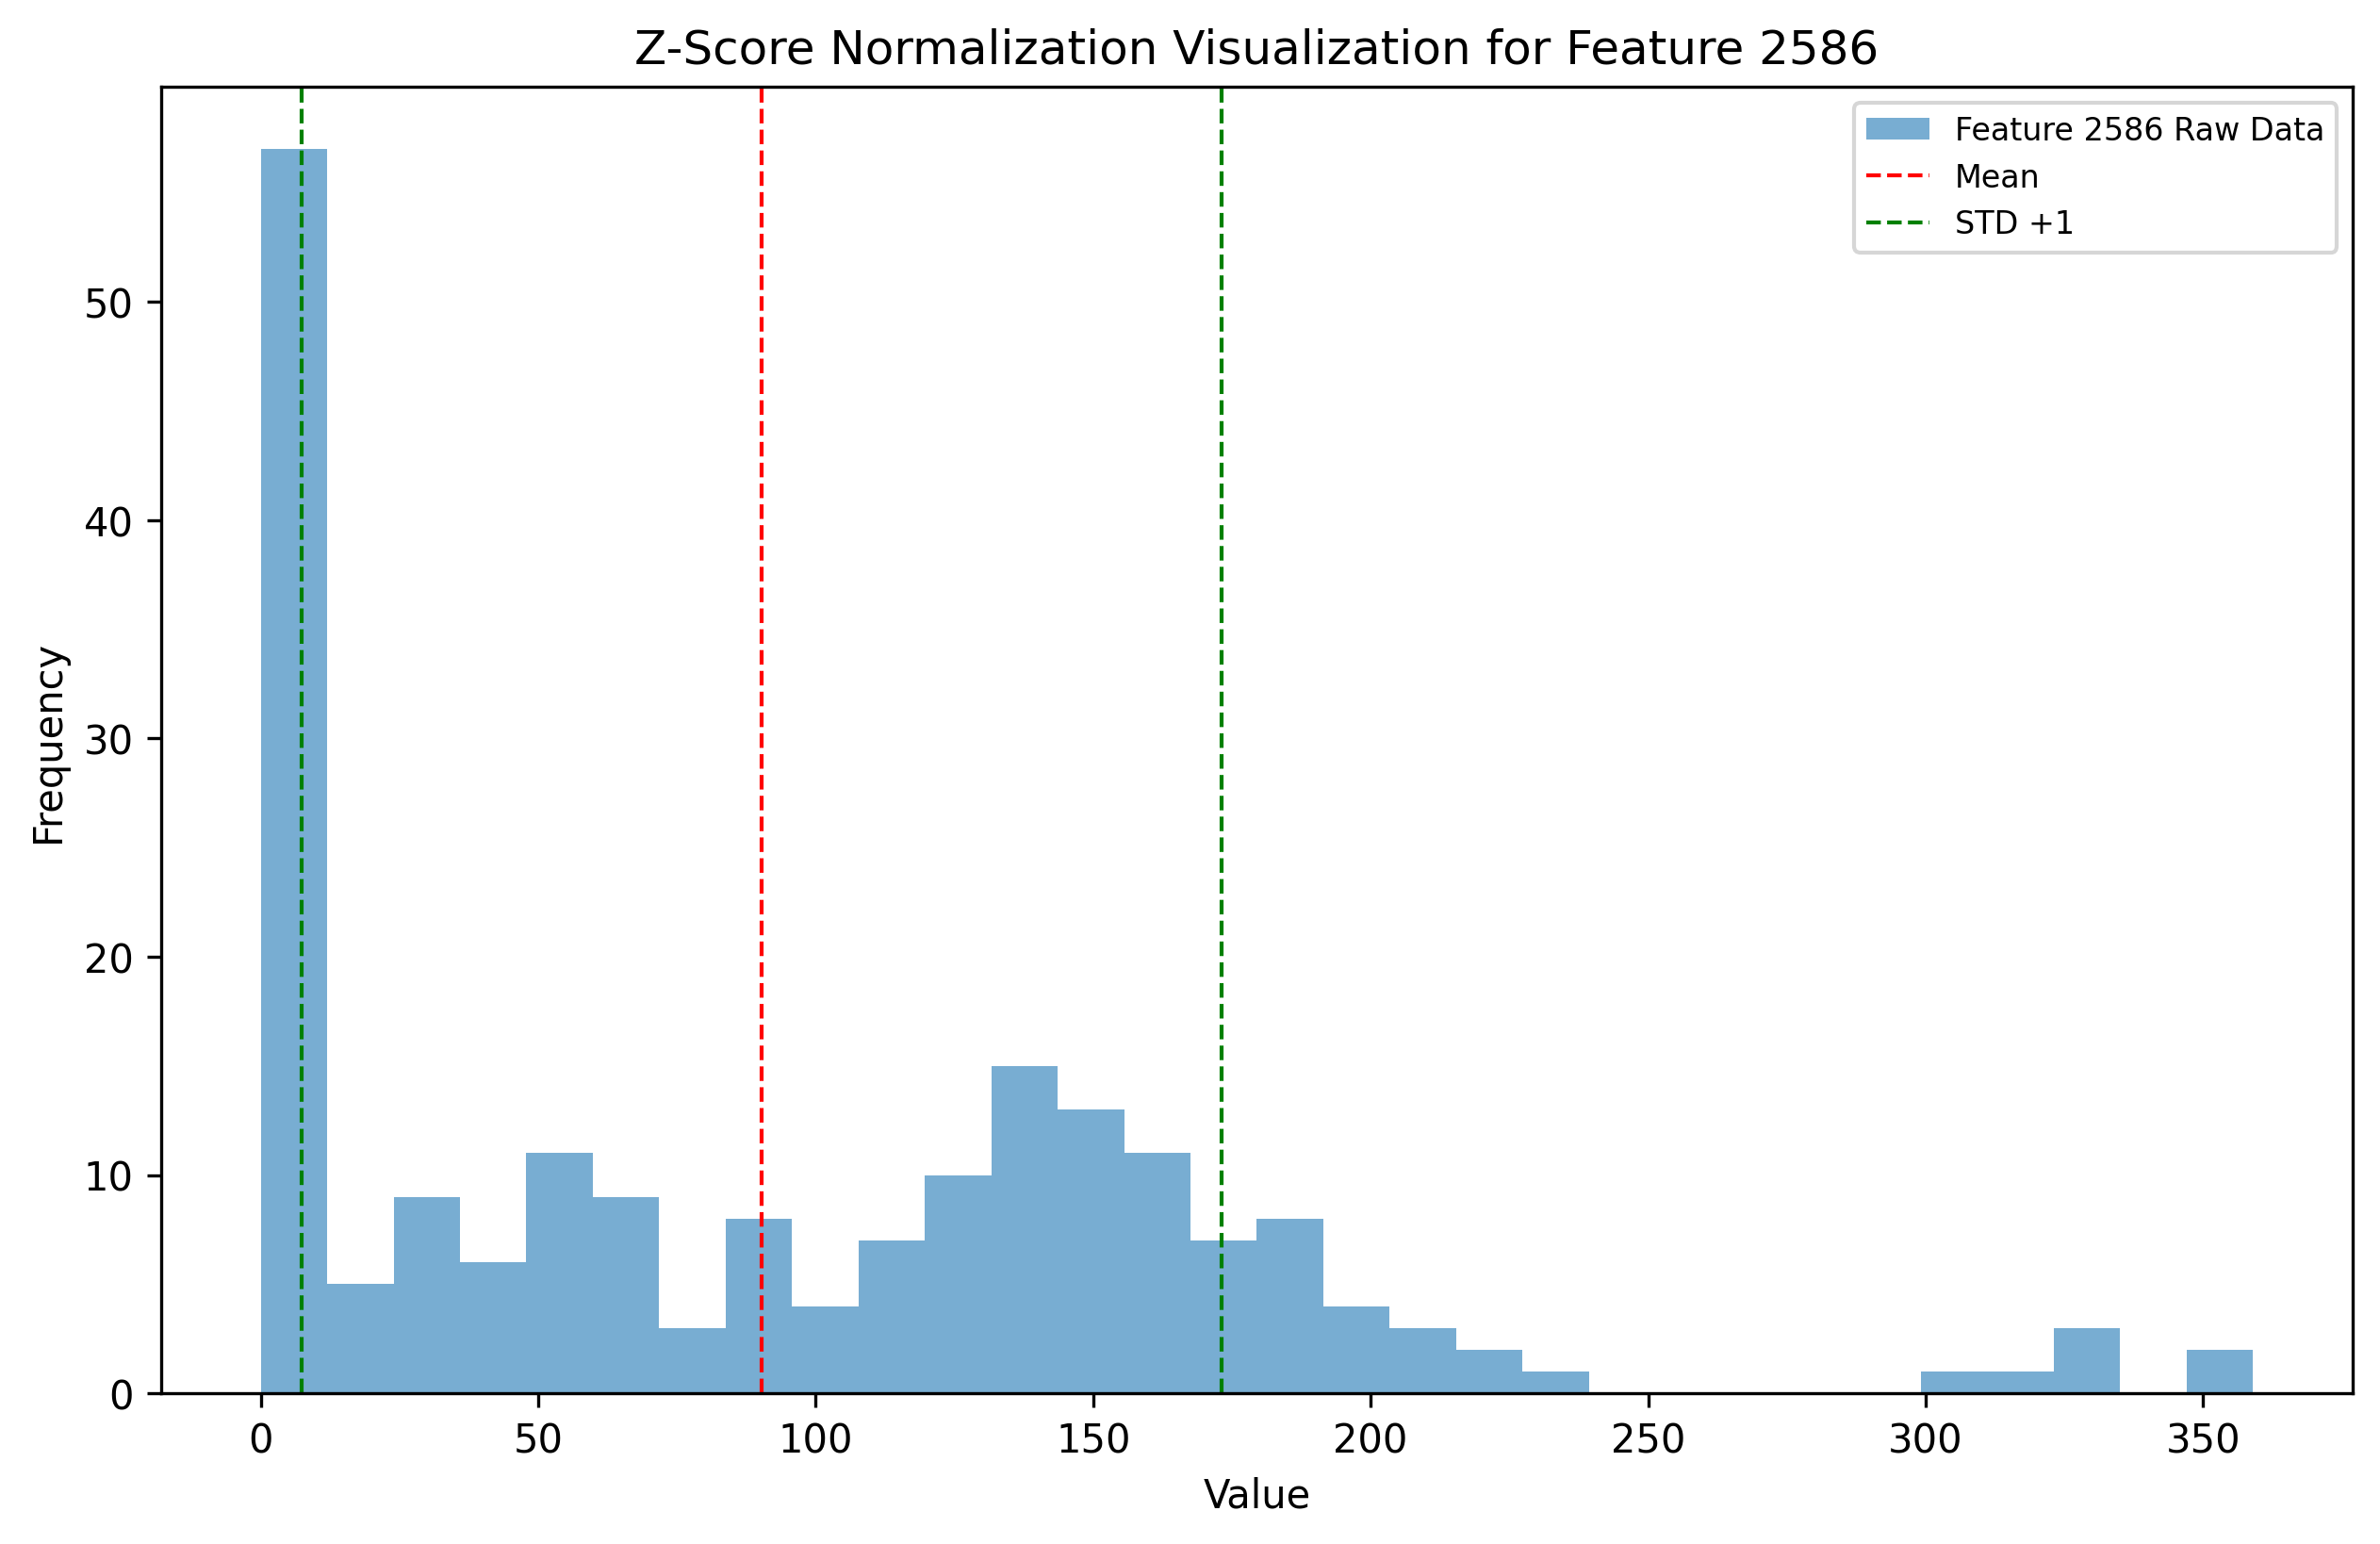 Z-Score Normalization Visualization for Feature 2586
Feature 2586 Raw Data
Mean
STD +1
Frequency
50
40
30
20
10
0
0 50 100 150 200 250 300 350
Value